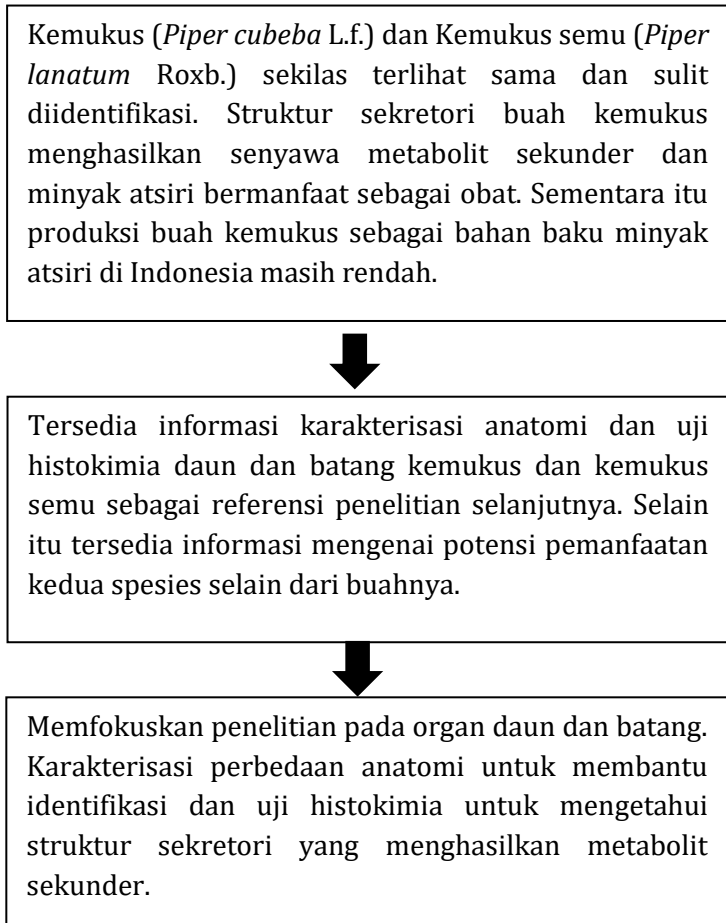 Kemukus (Piper cubeba L.f.) dan Kemukus semu (Piper
lanatum Roxb.) sekilas terlihat sama dan sulit
diidentifikasi. Struktur sekretori buah kemukus
menghasilkan senyawa metabolit sekunder dan
minyak atsiri bermanfaat sebagai obat. Sementara itu
produksi buah kemukus sebagai bahan baku minyak
atsiri di Indonesia masih rendah.
Tersedia informasi karakterisasi anatomi dan uji
histokimia daun dan batang kemukus dan kemukus
semu sebagai referensi penelitian selanjutnya. Selain
itu tersedia informasi mengenai potensi pemanfaatan
kedua spesies selain dari buahnya.
Memfokuskan penelitian pada organ daun dan batang.
Karakterisasi perbedaan anatomi untuk membantu
identifikasi dan uji histokimia untuk mengetahui
struktur sekretori yang menghasilkan metabolit
sekunder.